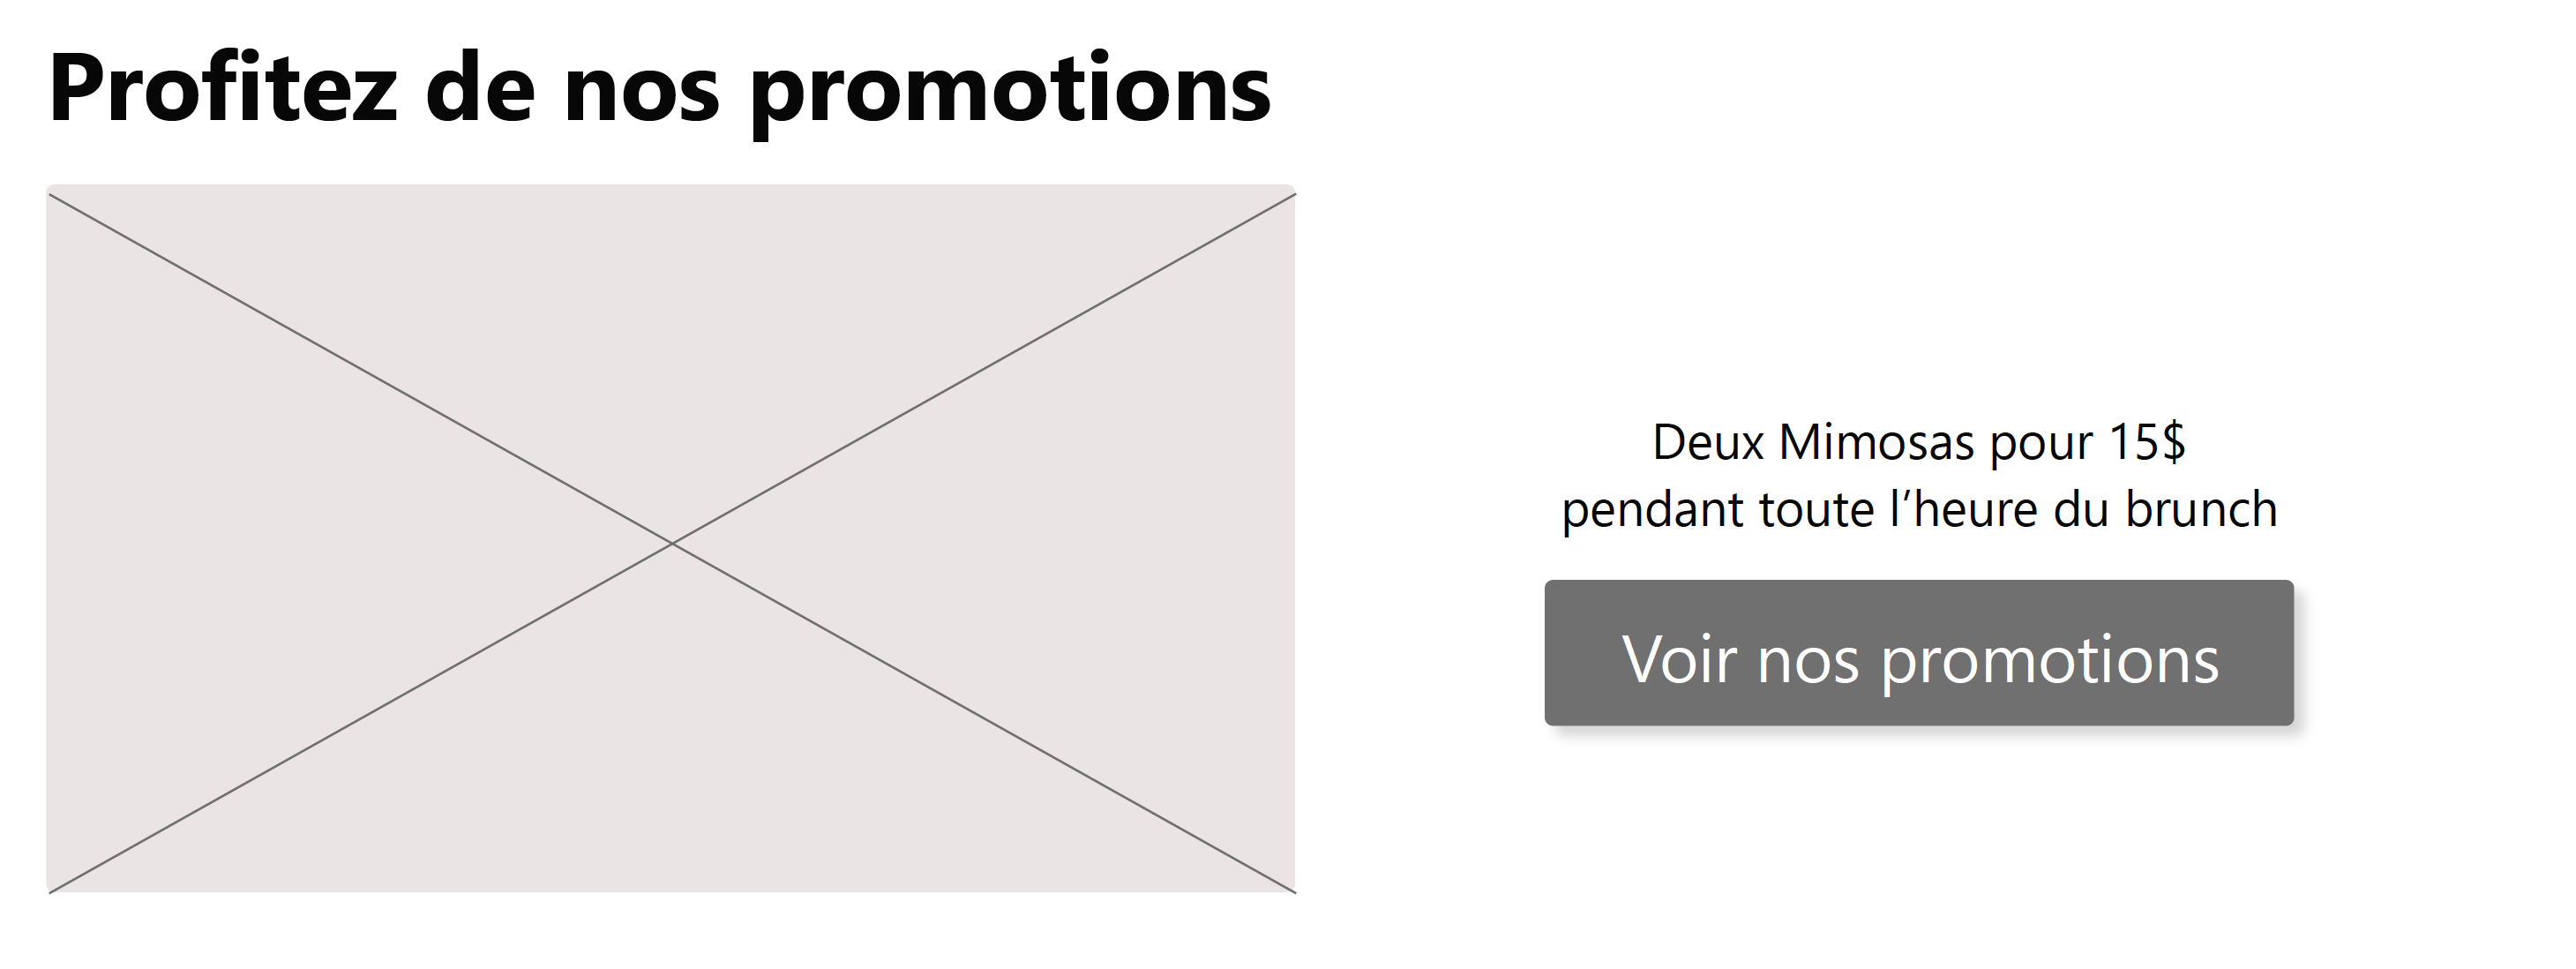 Profitez de nos promotions
Deux Mimosas pour 15$
pendant toute l’heure du brunch
Voir nos promotions